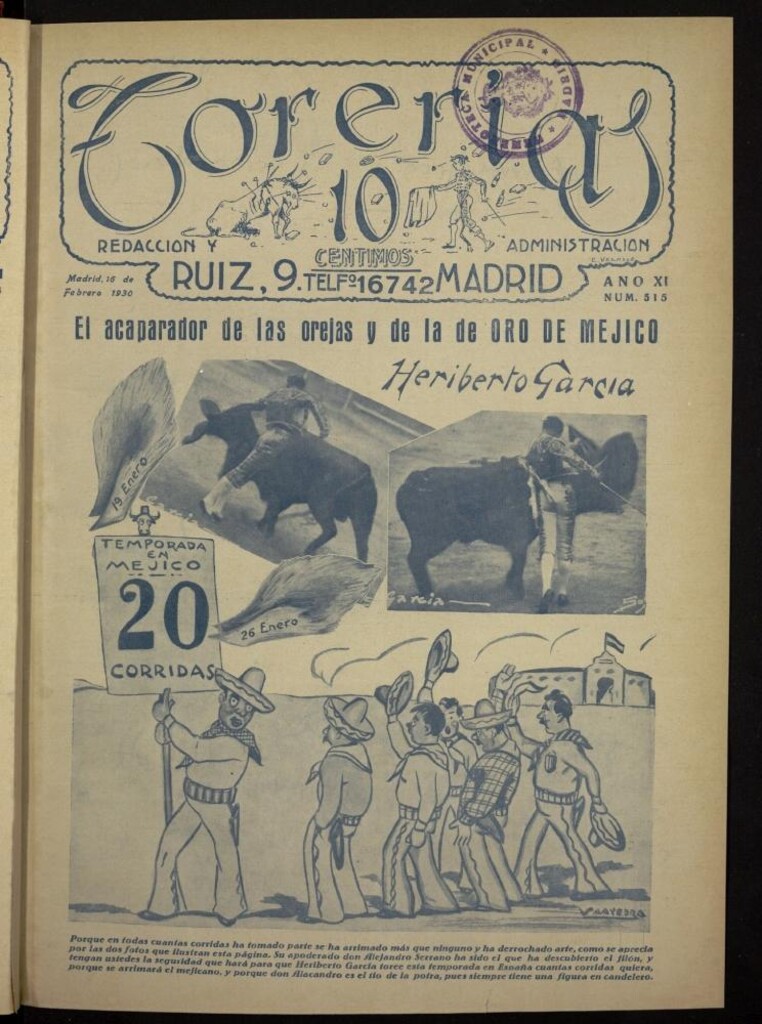 HEMEROTECA MUNICIPAL ★ MADRID ★
Torerías
10
CENTIMOS
REDACCION Y ADMINISTRACION
RUIZ, 9. TELFº 16742 MADRID
Madrid, 16 de
Febrero 1930
AÑO XI
NUM. 515
El acaparador de las orejas y de la de ORO DE MEJICO
Heriberto Garcia
19 Enero
TEMPORADA
EN
MEJICO
20
CORRIDAS
26 Enero
Garcia
Porque en todas cuantas corridas ha tomado parte se ha arrimado más que ninguno y ha derrochado arte, como se aprecia
por las dos fotos que ilustran esta página. Su apoderado don Alejandro Serrano ha sido el que ha descubierto el filón, y
tengan ustedes la seguridad que hará para que Heriberto García toree esta temporada en España cuantas corridas quiera,
porque se arrimará el mejicano, y porque don Alacandro es el tío de la potra, pues siempre tiene una figura en candelero.